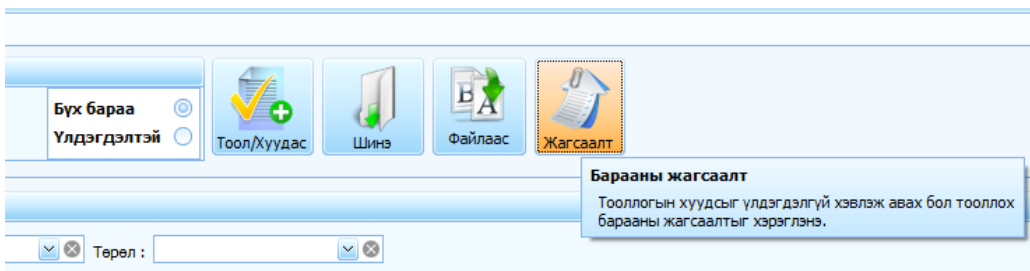 Бүх бараа
Үлдэгдэлтэй
Тоол/Хуудас
Шинэ
Файлаас
Жагсаалт
Барааны жагсаалт
Тооллогын хуудсыг үлдэгдэлгүй хэвлэж авах бол тооллох
барааны жагсаалтыг хэрэглэнэ.
Төрөл :